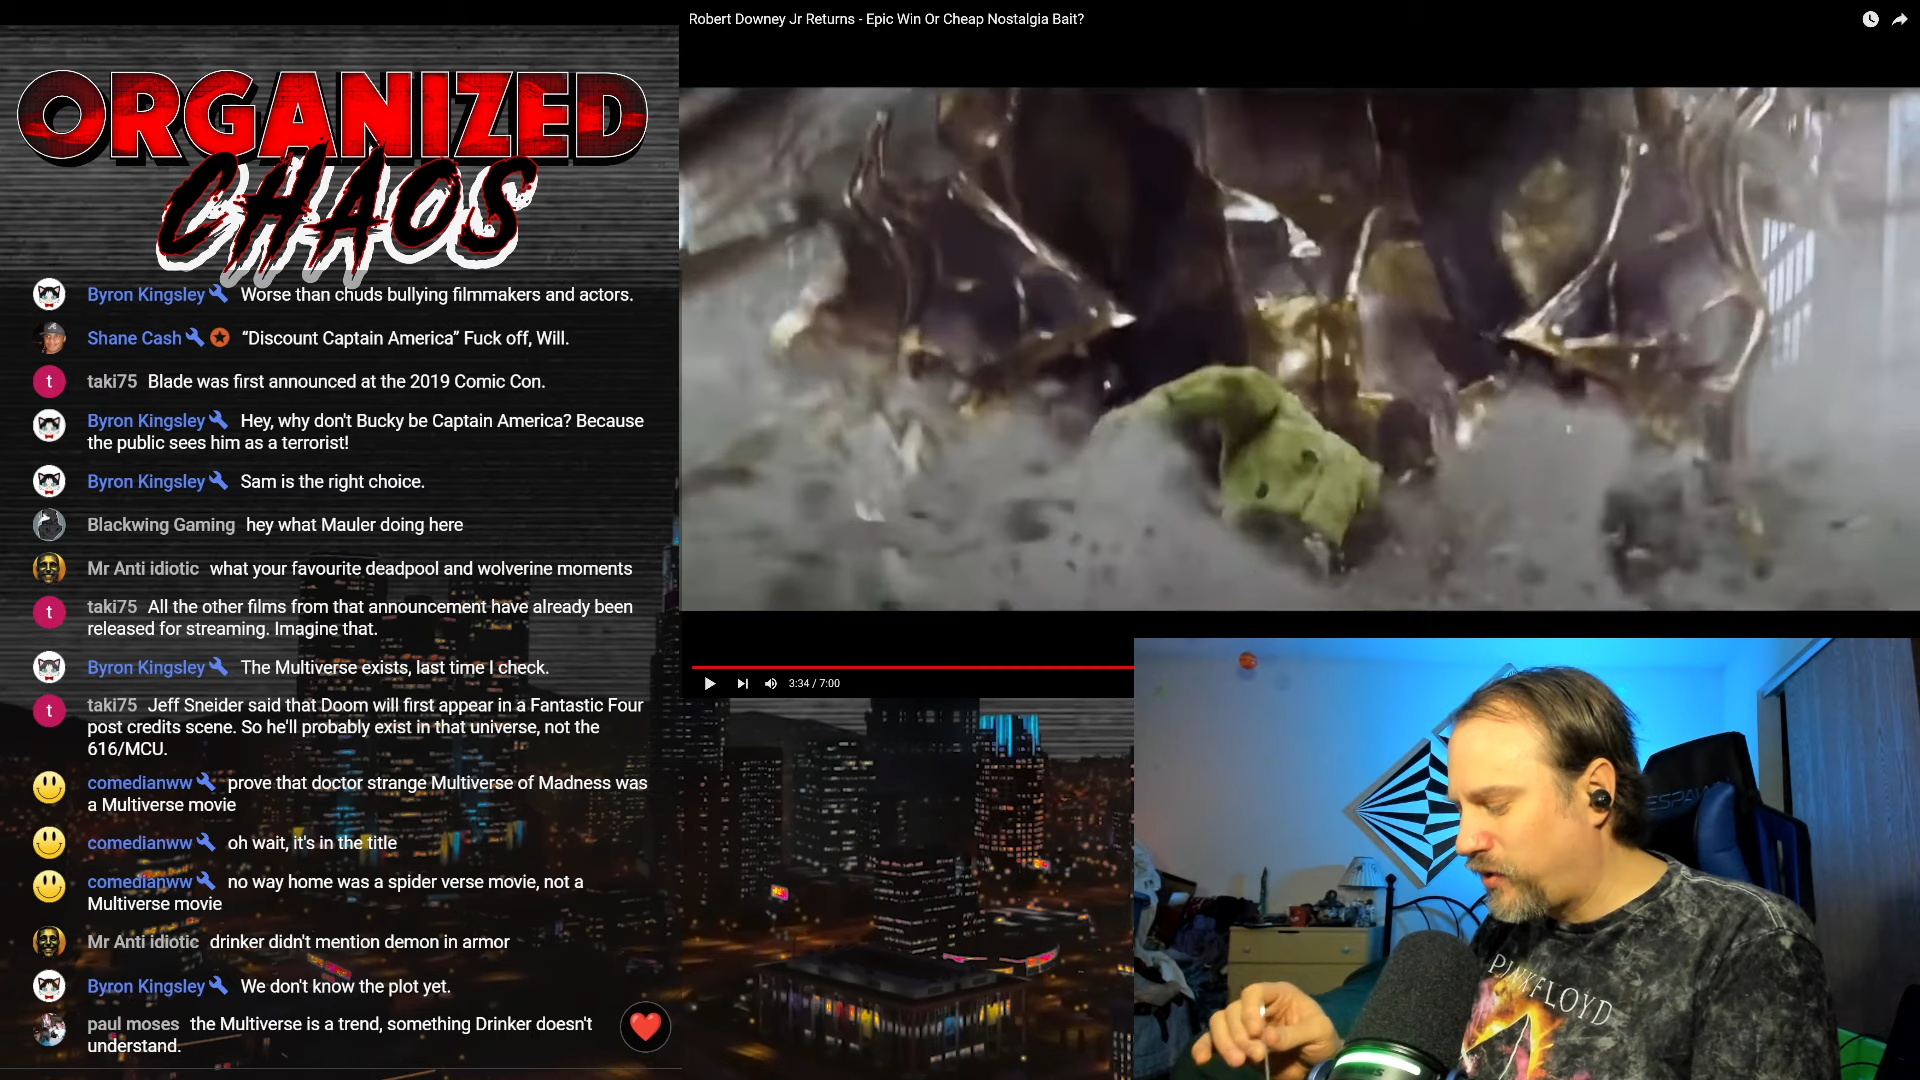 Robert Downey Jr Returns - Epic Win Or Cheap Nostalgia Bait?
ORGANIZED
CHAOS
Byron Kingsley Worse than chuds bullying filmmakers and actors.
Shane Cash “Discount Captain America” Fuck off, Will.
t
taki75 Blade was first announced at the 2019 Comic Con.
Byron Kingsley Hey, why don't Bucky be Captain America? Because
the public sees him as a terrorist!
Byron Kingsley Sam is the right choice.
Blackwing Gaming hey what Mauler doing here
Mr Anti idiotic what your favourite deadpool and wolverine moments
t
taki75 All the other films from that announcement have already been
released for streaming. Imagine that.
Byron Kingsley The Multiverse exists, last time I check.
t
taki75 Jeff Sneider said that Doom will first appear in a Fantastic Four
post credits scene. So he'll probably exist in that universe, not the
616/MCU.
comedianww prove that doctor strange Multiverse of Madness was
a Multiverse movie
comedianww oh wait, it's in the title
comedianww no way home was a spider verse movie, not a
Multiverse movie
Mr Anti idiotic drinker didn't mention demon in armor
Byron Kingsley We don't know the plot yet.
paul moses the Multiverse is a trend, something Drinker doesn't
understand.
3:34 / 7:00
ESPAW
PINK FLOYD